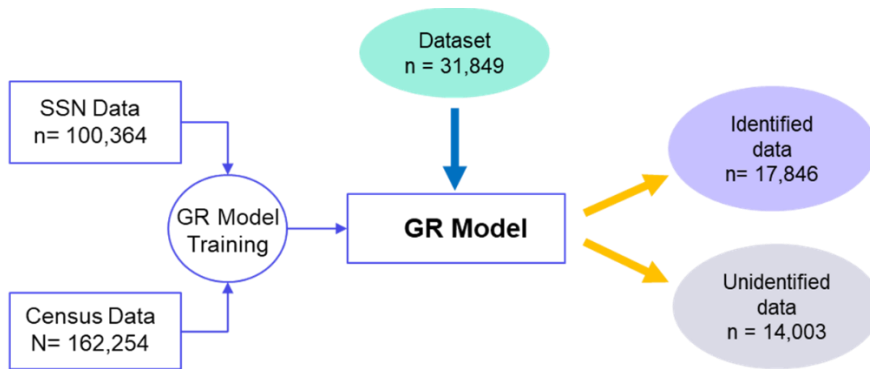 Dataset
n = 31,849
SSN Data
n= 100,364
Identified
data
n= 17,846
GR Model
Training
GR Model
Census Data
N= 162,254
Unidentified
data
n = 14,003